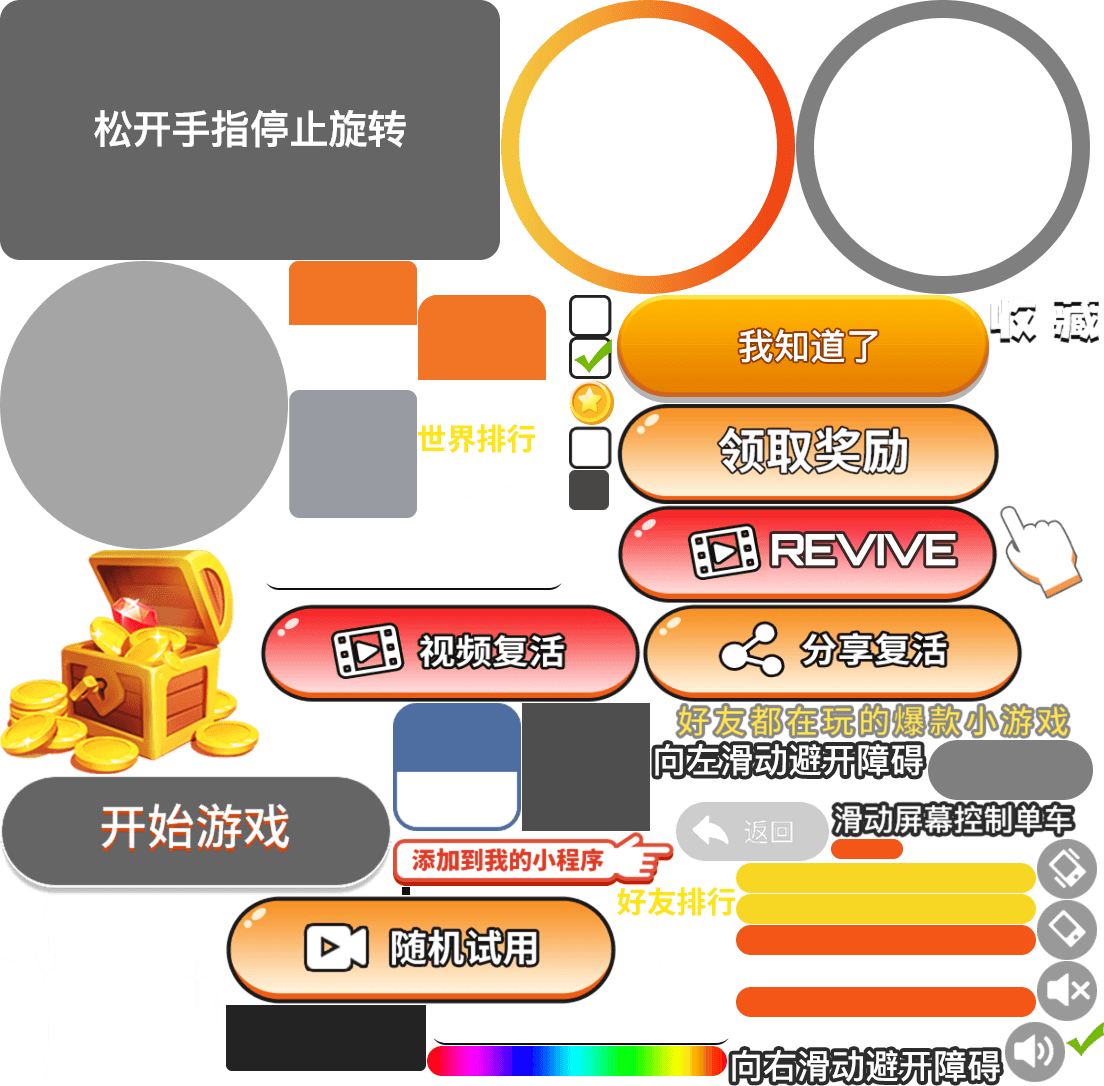 松开手指停止旋转
收藏
我知道了
世界排行
领取奖励
REVIVE
视频复活
分享复活
好友都在玩的爆款小游戏
向左滑动避开障碍
开始游戏
滑动屏幕控制单车
返回
添加到我的小程序
好友排行
随机试用
向右滑动避开障碍